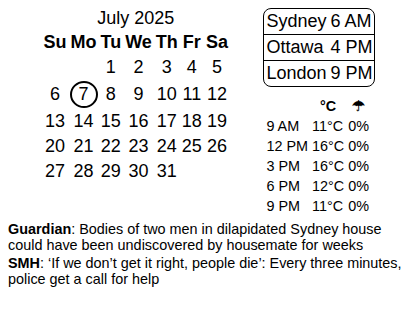 July 2025
Su Mo Tu We Th Fr Sa
1 2 3 4 5
6 7 8 9 10 11 12
13 14 15 16 17 18 19
20 21 22 23 24 25 26
27 28 29 30 31
Sydney 6 AM
Ottawa 4 PM
London 9 PM
°C ☂
9 AM 11°C 0%
12 PM 16°C 0%
3 PM 16°C 0%
6 PM 12°C 0%
9 PM 11°C 0%
Guardian: Bodies of two men in dilapidated Sydney house
could have been undiscovered by housemate for weeks
SMH: ‘If we don’t get it right, people die’: Every three minutes,
police get a call for help